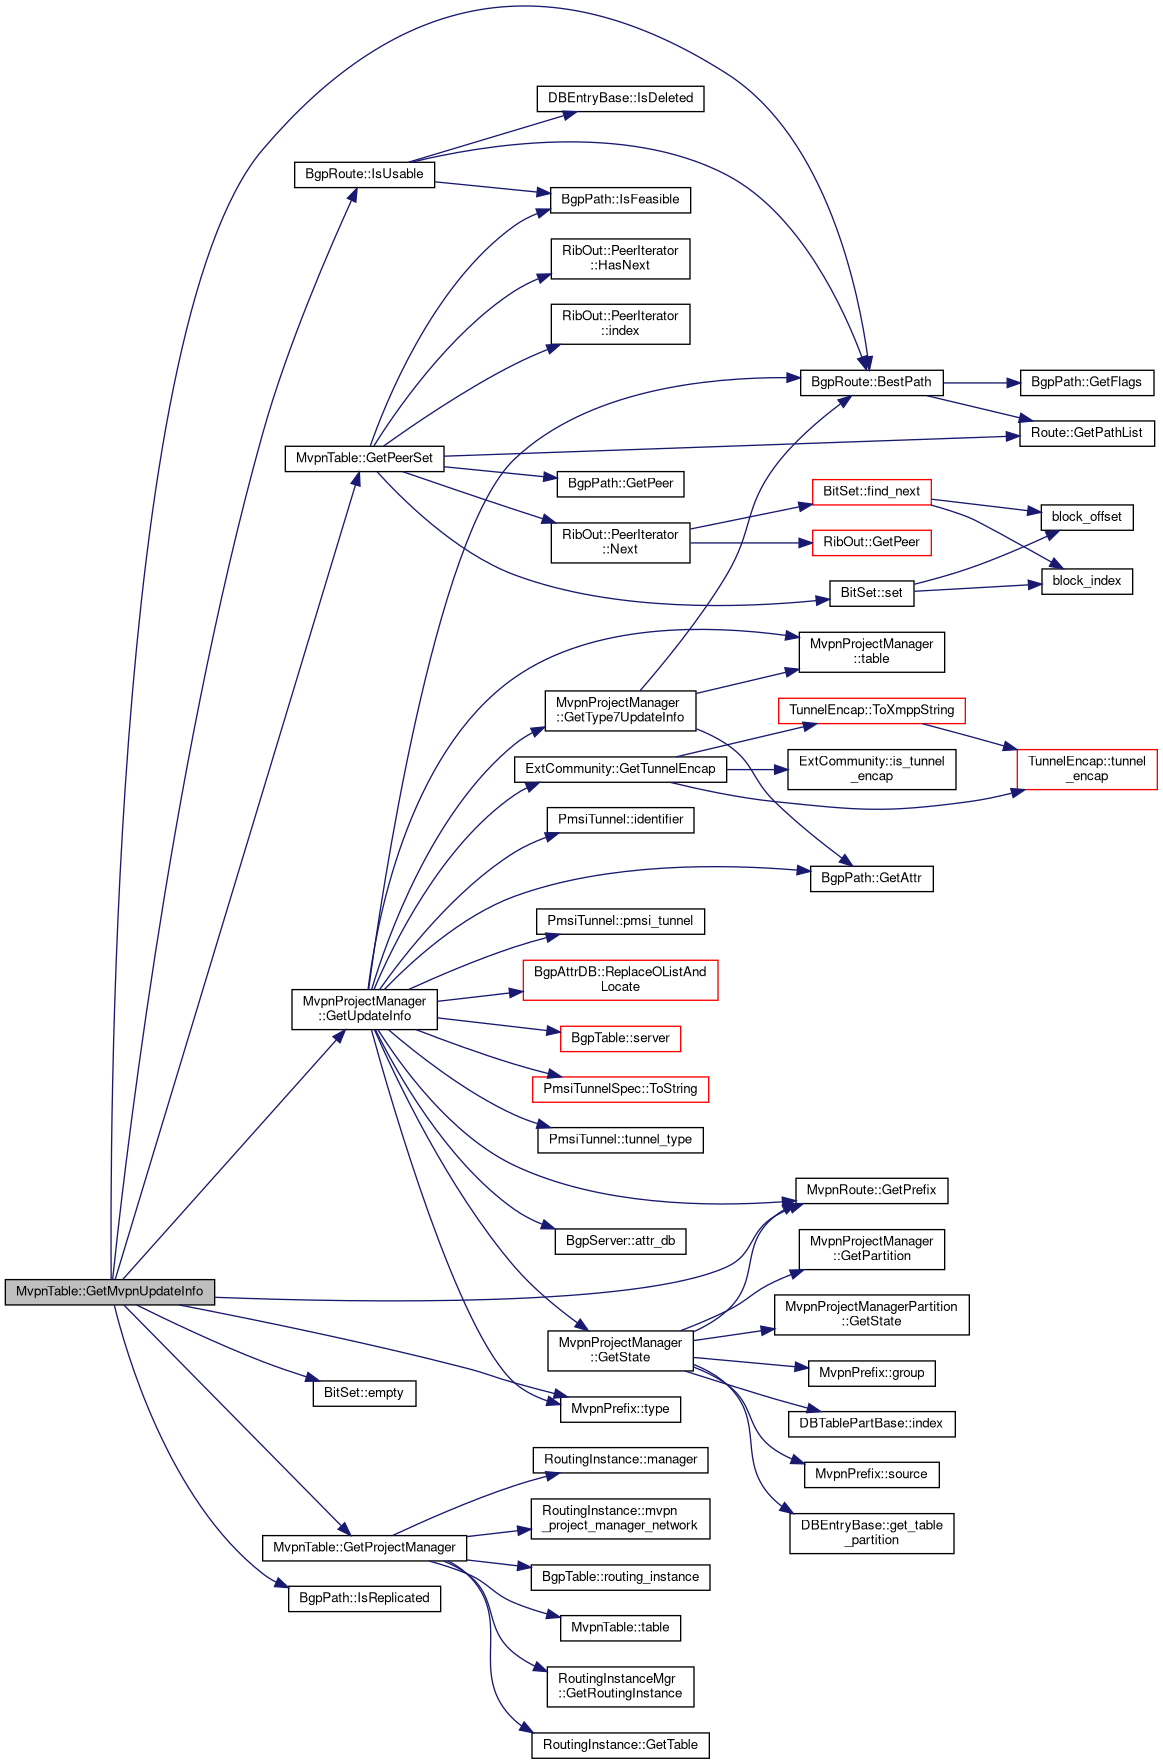 DBEntryBase::IsDeleted
BgpRoute::IsUsable
BgpPath::IsFeasible
RibOut::PeerIterator
::HasNext
RibOut::PeerIterator
::index
BgpRoute::BestPath
BgpPath::GetFlags
Route::GetPathList
MvpnTable::GetPeerSet
BgpPath::GetPeer
BitSet::find_next
block_offset
RibOut::PeerIterator
::Next
RibOut::GetPeer
block_index
BitSet::set
MvpnProjectManager
::table
MvpnProjectManager
::GetType7UpdateInfo
TunnelEncap::ToXmppString
ExtCommunity::GetTunnelEncap
ExtCommunity::is_tunnel
_encap
TunnelEncap::tunnel
_encap
PmsiTunnel::identifier
BgpPath::GetAttr
PmsiTunnel::pmsi_tunnel
BgpAttrDB::ReplaceOListAnd
Locate
MvpnProjectManager
::GetUpdateInfo
BgpTable::server
PmsiTunnelSpec::ToString
PmsiTunnel::tunnel_type
MvpnRoute::GetPrefix
BgpServer::attr_db
MvpnProjectManager
::GetPartition
MvpnTable::GetMvpnUpdateInfo
MvpnProjectManagerPartition
::GetState
MvpnProjectManager
::GetState
MvpnPrefix::group
BitSet::empty
MvpnPrefix::type
DBTablePartBase::index
RoutingInstance::manager
MvpnPrefix::source
RoutingInstance::mvpn
_project_manager_network
DBEntryBase::get_table
_partition
MvpnTable::GetProjectManager
BgpTable::routing_instance
BgpPath::IsReplicated
MvpnTable::table
RoutingInstanceMgr
::GetRoutingInstance
RoutingInstance::GetTable